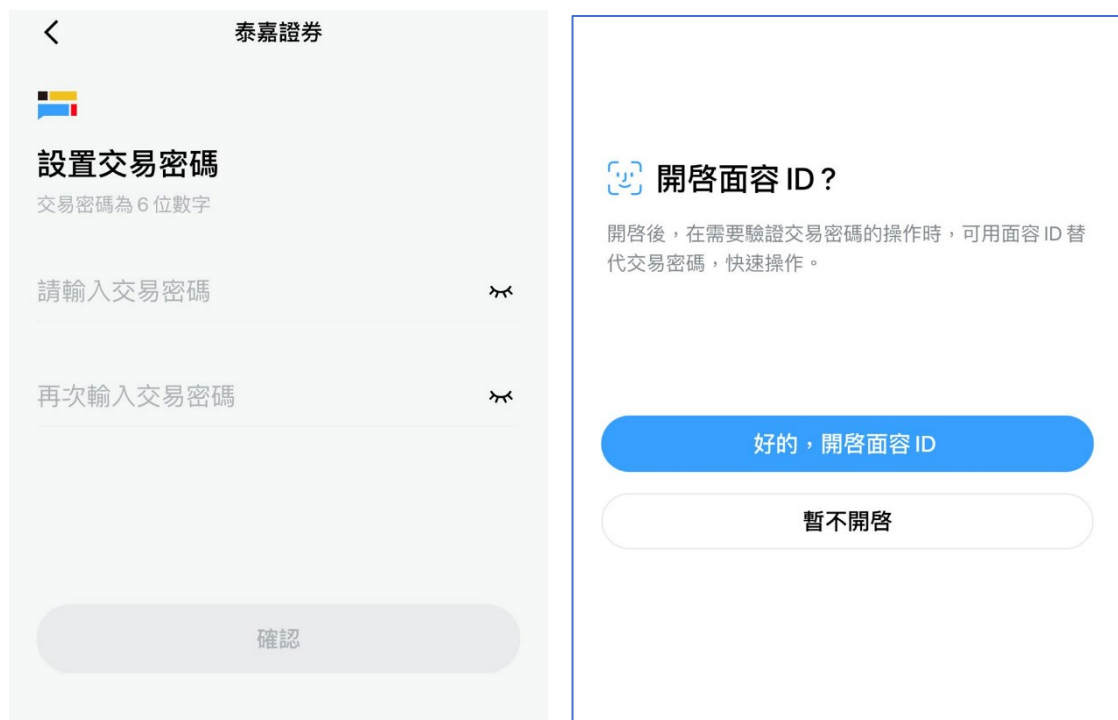 泰嘉證券
設置交易密碼
交易密碼為 6 位數字
請輸入交易密碼
再次輸入交易密碼
確認
開啓面容 ID？
開啓後，在需要驗證交易密碼的操作時，可用面容 ID 替
代交易密碼，快速操作。
好的，開啓面容 ID
暫不開啓